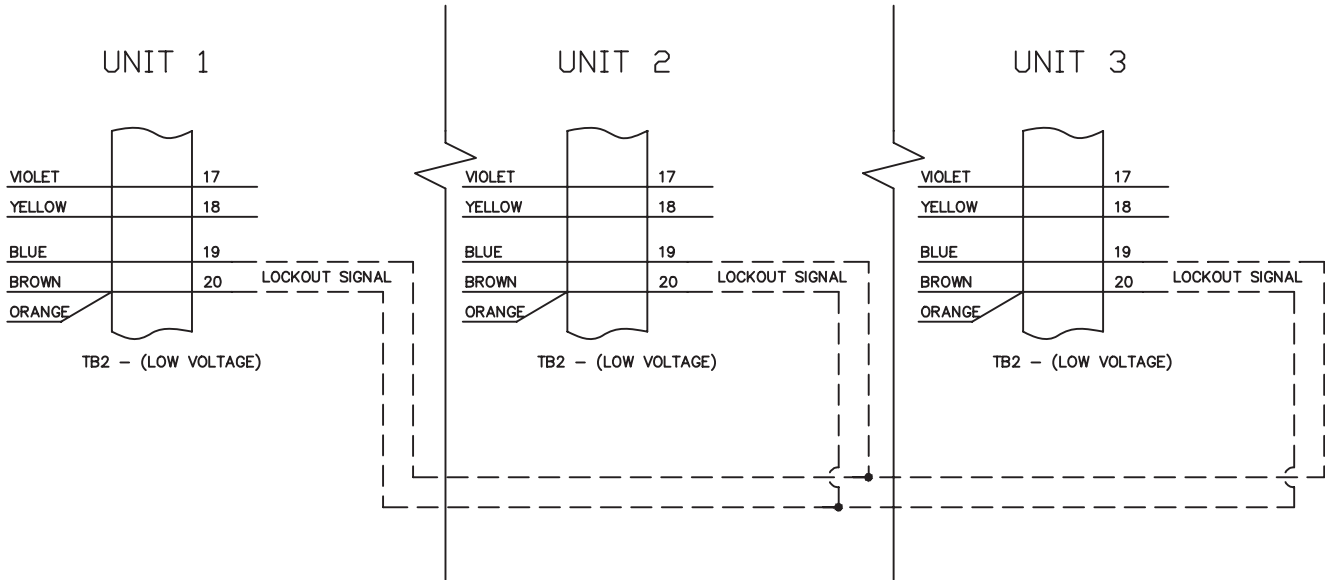 UNIT 1
VIOLET 17
YELLOW 18
BLUE 19
BROWN 20 LOCKOUT SIGNAL
ORANGE
TB2 – (LOW VOLTAGE)
UNIT 2
VIOLET 17
YELLOW 18
BLUE 19
BROWN 20 LOCKOUT SIGNAL
ORANGE
TB2 – (LOW VOLTAGE)
UNIT 3
VIOLET 17
YELLOW 18
BLUE 19
BROWN 20 LOCKOUT SIGNAL
ORANGE
TB2 – (LOW VOLTAGE)